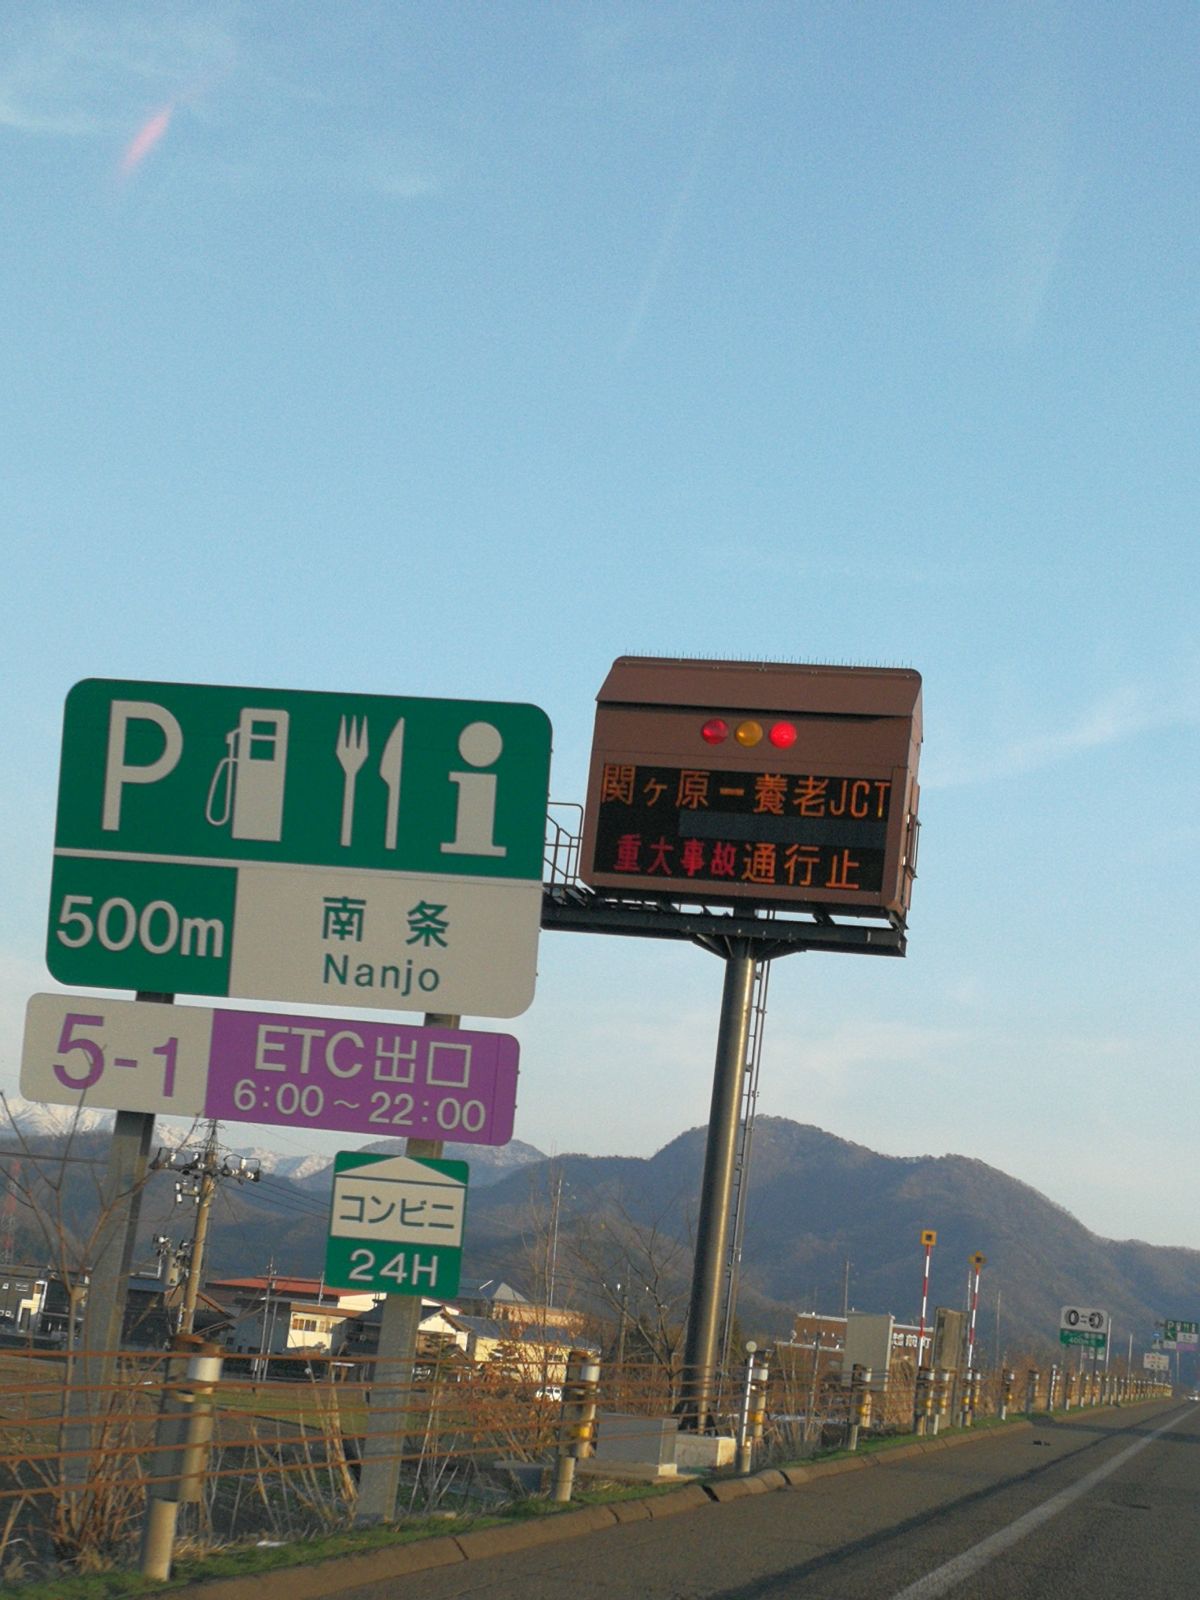 P
500m
南条
Nanjo
5-1
ETC出口
6:00～22:00
コンビニ
24H
関ヶ原ー養老JCT
重大事故通行止